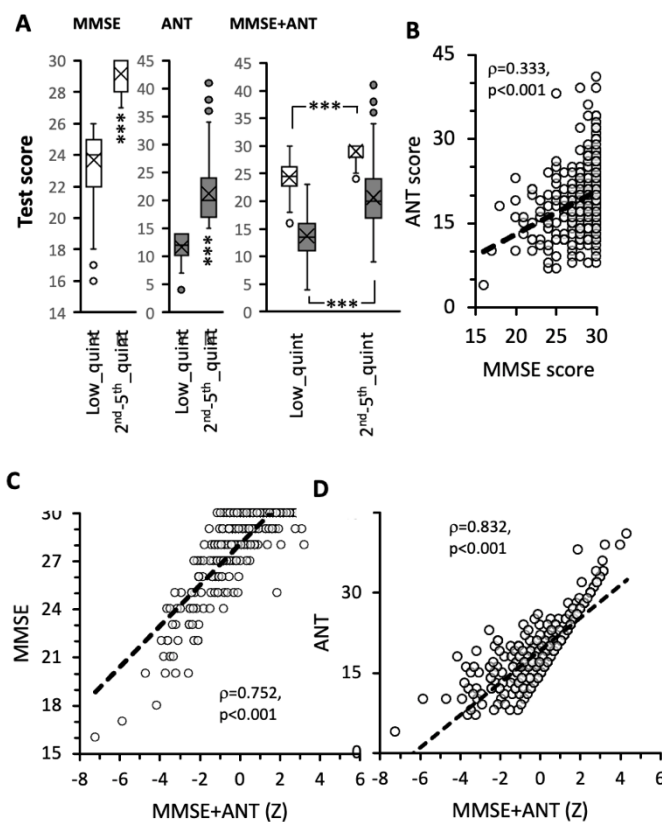 A
MMSE
ANT
MMSE+ANT
Test score
30
28
26
24
22
20
18
16
14
***
Low_quint
2nd-5th_quint
45
40
35
30
25
20
15
10
5
0
***
Low_quint
2nd-5th_quint
45
40
35
30
25
20
15
10
5
0
***
***
Low_quint
2nd-5th_quint
B
ρ=0.333,
p<0.001
ANT score
45
30
15
0
15 20 25 30
MMSE score
C
MMSE
30
27
24
21
18
15
ρ=0.752,
p<0.001
-8 -6 -4 -2 0 2 4 6
MMSE+ANT (Z)
D
ρ=0.832,
p<0.001
ANT
30
15
0
-8 -6 -4 -2 0 2 4 6
MMSE+ANT (Z)